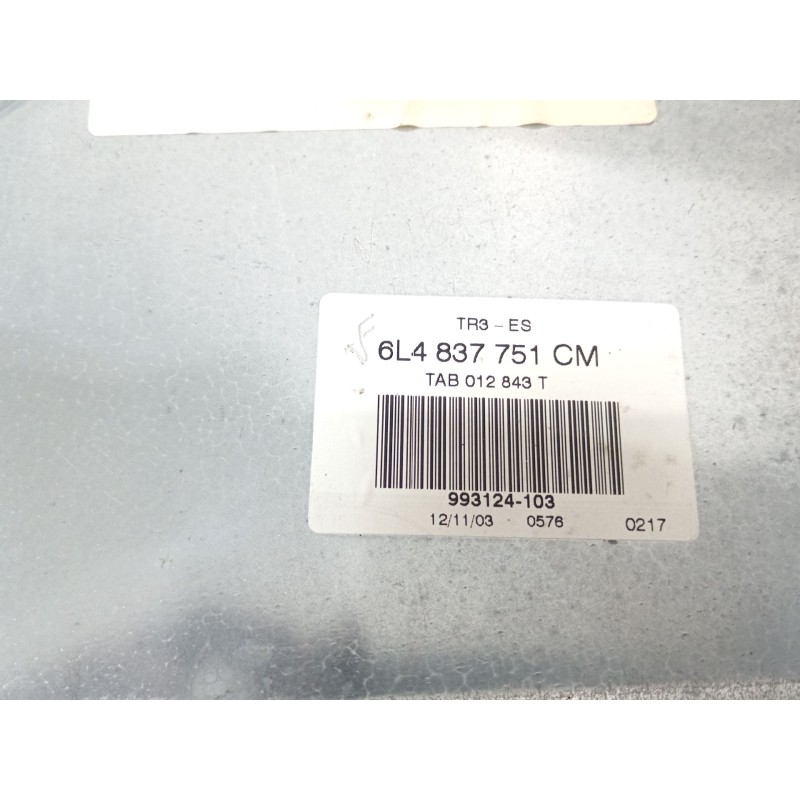 TR3 - ES
6L4 837 751 CM
TAB 012 843 T
993124-103
12/11/03 0576 0217